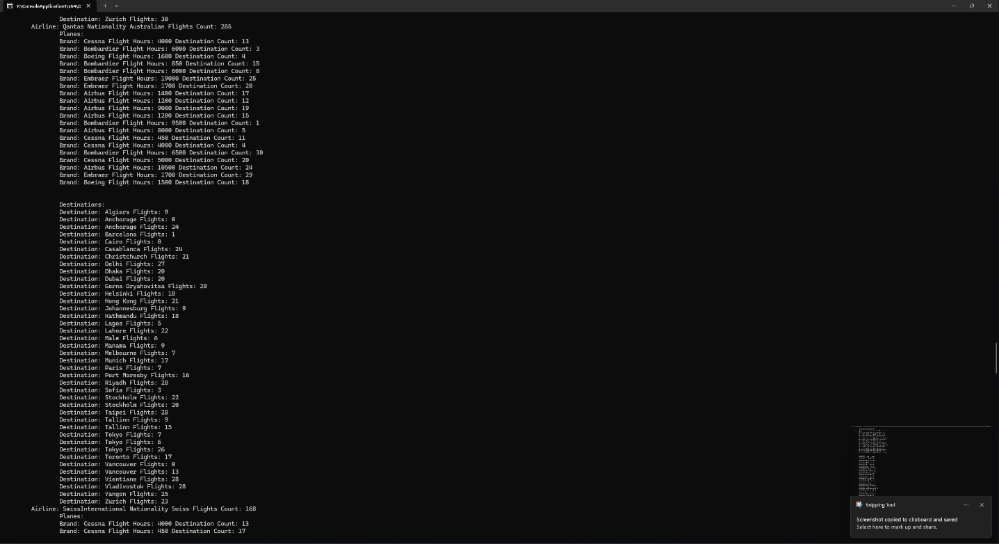 F:\ConsoleApplication1\x64\D
Destination: Zurich Flights: 30
Airline: Qantas Nationality Australian Flights Count: 285
Planes:
Brand: Cessna Flight Hours: 4000 Destination Count: 13
Brand: Bombardier Flight Hours: 6000 Destination Count: 3
Brand: Boeing Flight Hours: 1600 Destination Count: 4
Brand: Bombardier Flight Hours: 850 Destination Count: 15
Brand: Bombardier Flight Hours: 6000 Destination Count: 8
Brand: Embraer Flight Hours: 19000 Destination Count: 25
Brand: Embraer Flight Hours: 1700 Destination Count: 20
Brand: Airbus Flight Hours: 1400 Destination Count: 17
Brand: Airbus Flight Hours: 1200 Destination Count: 12
Brand: Airbus Flight Hours: 9000 Destination Count: 19
Brand: Airbus Flight Hours: 1200 Destination Count: 15
Brand: Bombardier Flight Hours: 9500 Destination Count: 1
Brand: Airbus Flight Hours: 8000 Destination Count: 5
Brand: Cessna Flight Hours: 450 Destination Count: 11
Brand: Cessna Flight Hours: 4000 Destination Count: 4
Brand: Bombardier Flight Hours: 6500 Destination Count: 30
Brand: Cessna Flight Hours: 5000 Destination Count: 20
Brand: Airbus Flight Hours: 10500 Destination Count: 24
Brand: Embraer Flight Hours: 1700 Destination Count: 29
Brand: Boeing Flight Hours: 1500 Destination Count: 18
Destinations:
Destination: Algiers Flights: 9
Destination: Anchorage Flights: 0
Destination: Anchorage Flights: 24
Destination: Barcelona Flights: 1
Destination: Cairo Flights: 0
Destination: Casablanca Flights: 24
Destination: Christchurch Flights: 21
Destination: Delhi Flights: 27
Destination: Dhaka Flights: 20
Destination: Dubai Flights: 20
Destination: Gorna Oryahovitsa Flights: 20
Destination: Helsinki Flights: 18
Destination: Hong Kong Flights: 21
Destination: Johannesburg Flights: 9
Destination: Kathmandu Flights: 18
Destination: Lagos Flights: 5
Destination: Lahore Flights: 22
Destination: Male Flights: 6
Destination: Manama Flights: 9
Destination: Melbourne Flights: 7
Destination: Munich Flights: 17
Destination: Paris Flights: 7
Destination: Port Moresby Flights: 16
Destination: Riyadh Flights: 28
Destination: Sofia Flights: 3
Destination: Stockholm Flights: 22
Destination: Stockholm Flights: 20
Destination: Taipei Flights: 28
Destination: Tallinn Flights: 9
Destination: Tallinn Flights: 15
Destination: Tokyo Flights: 7
Destination: Tokyo Flights: 6
Destination: Tokyo Flights: 26
Destination: Toronto Flights: 17
Destination: Vancouver Flights: 0
Destination: Vancouver Flights: 13
Destination: Vientiane Flights: 28
Destination: Vladivostok Flights: 28
Destination: Yangon Flights: 25
Destination: Zurich Flights: 23
Airline: SwissInternational Nationality Swiss Flights Count: 168
Planes:
Brand: Cessna Flight Hours: 4000 Destination Count: 13
Brand: Cessna Flight Hours: 450 Destination Count: 17
Snipping Tool
Screenshot copied to clipboard and saved
Select here to mark up and share.